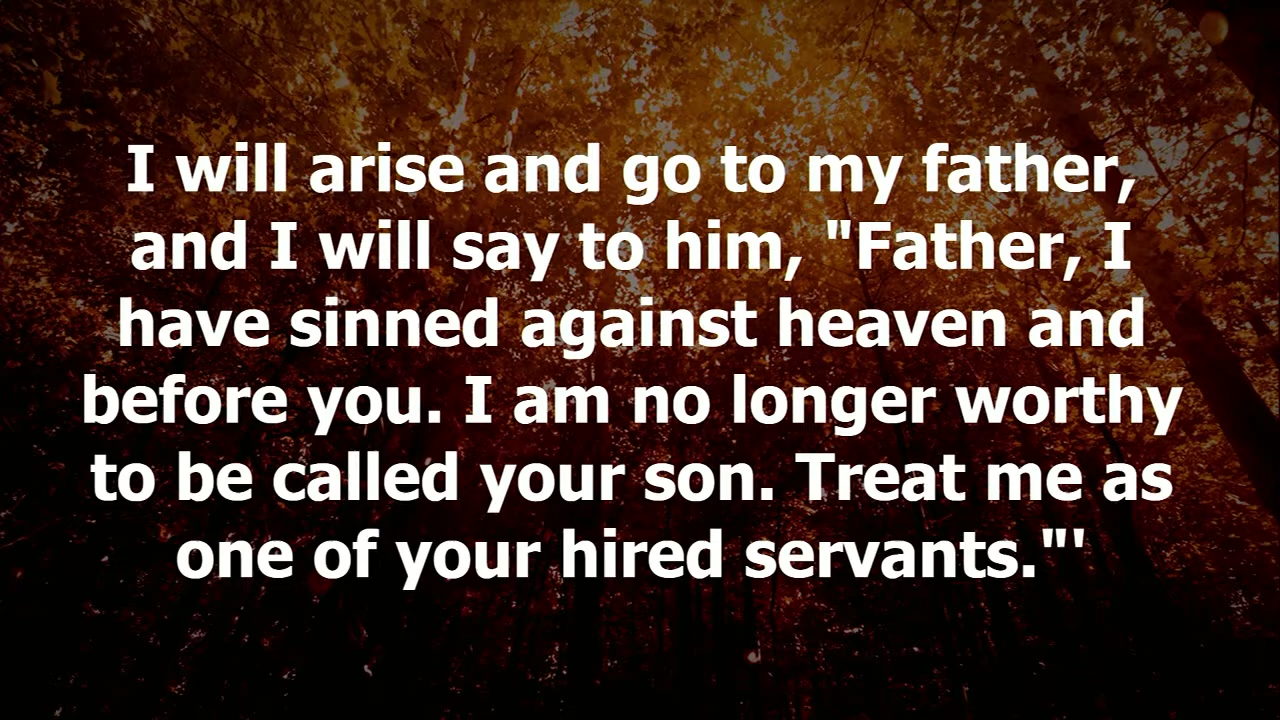 I will arise and go to my father,
and I will say to him, "Father, I
have sinned against heaven and
before you. I am no longer worthy
to be called your son. Treat me as
one of your hired servants."'